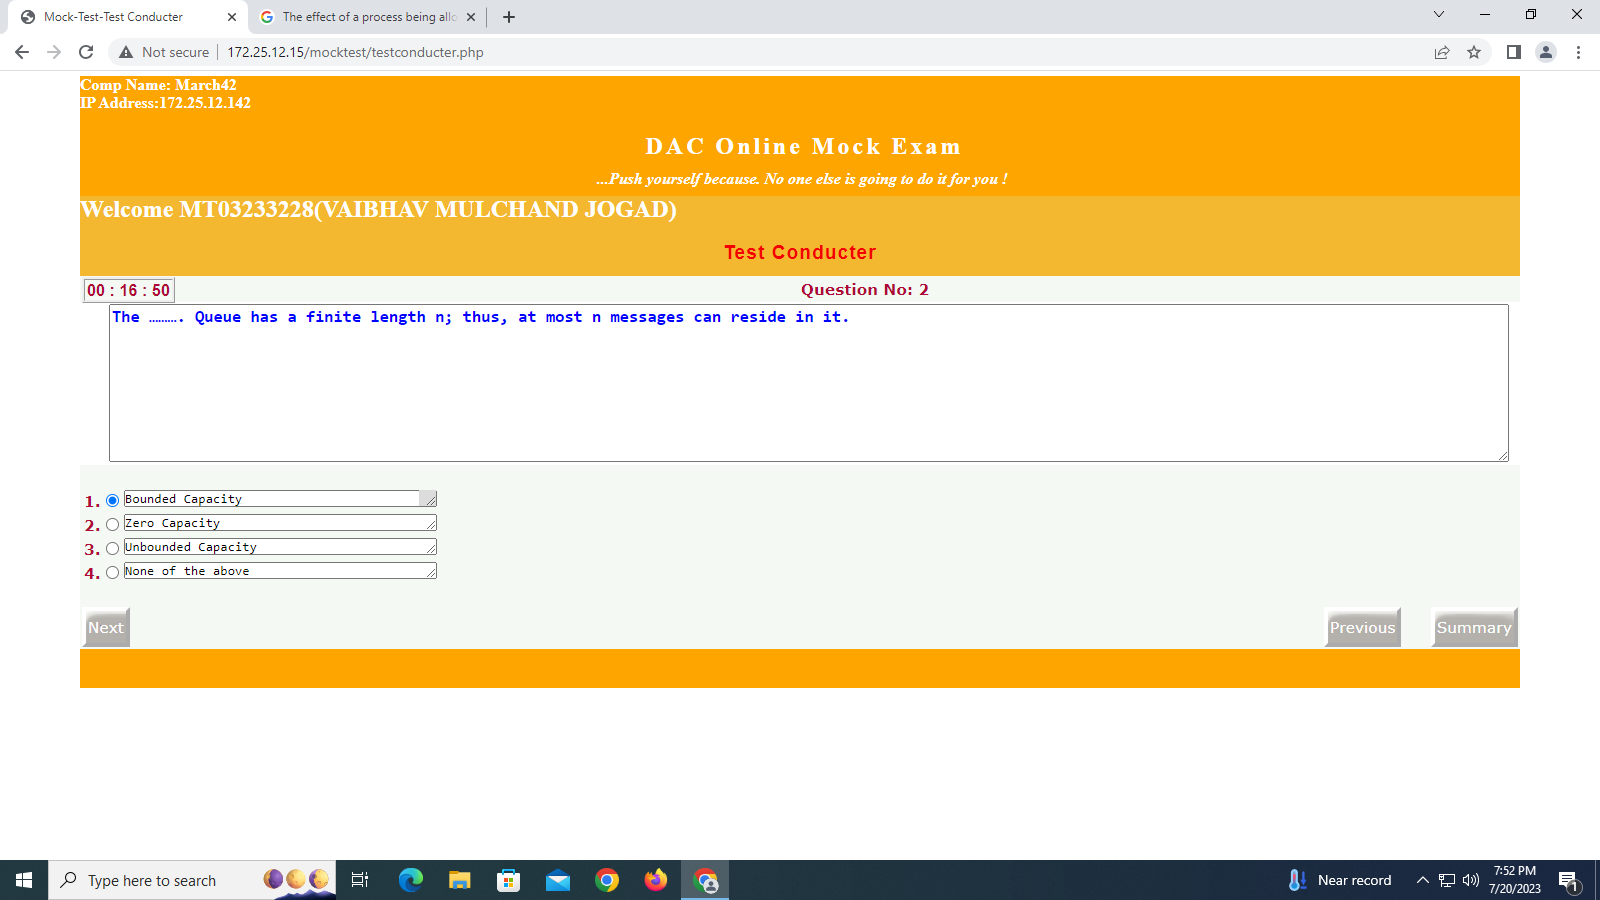 Mock-Test-Test Conducter
The effect of a process being allo
Not secure
172.25.12.15/mocktest/testconducter.php
Comp Name: March42
IP Address:172.25.12.142
DAC Online Mock Exam
...Push yourself because. No one else is going to do it for you !
Welcome MT03233228(VAIBHAV MULCHAND JOGAD)
Test Conducter
00 : 16 : 50
Question No: 2
The ………. Queue has a finite length n; thus, at most n messages can reside in it.
1. Bounded Capacity
2. Zero Capacity
3. Unbounded Capacity
4. None of the above
Next
Previous
Summary
Type here to search
Near record
7:52 PM
7/20/2023
1